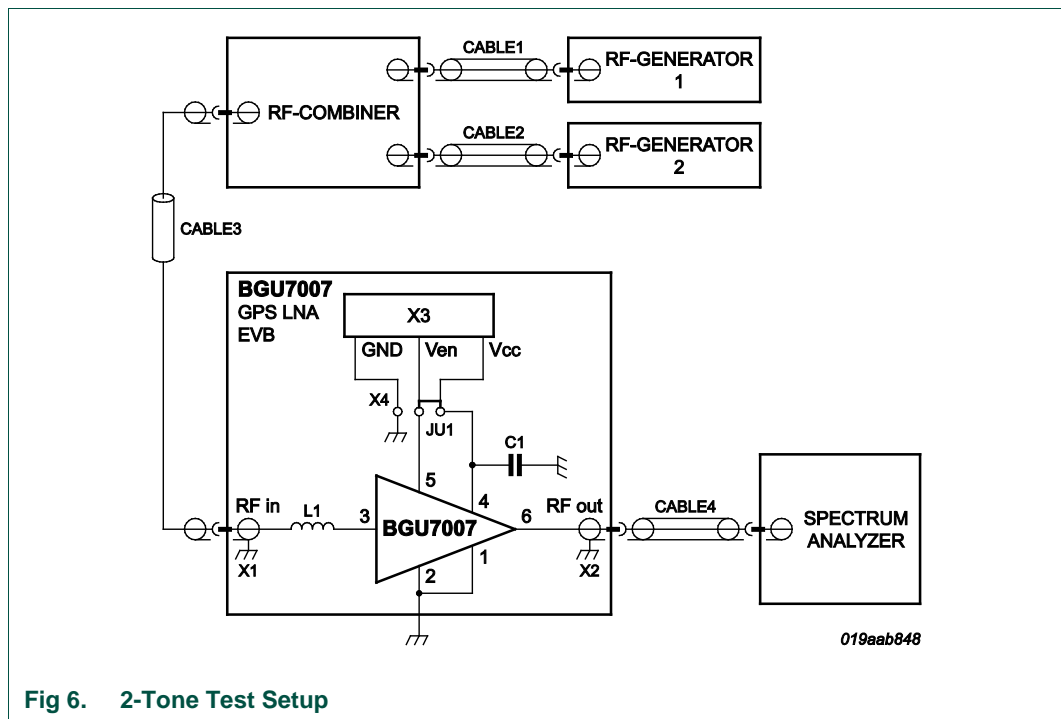 CABLE1
RF-GENERATOR
1
RF-COMBINER
CABLE2
RF-GENERATOR
2
CABLE3
BGU7007
GPS LNA
EVB
X3
GND Ven Vcc
X4
JU1
C1
5
4
RF in
L1
3
BGU7007
6
RF out
CABLE4
SPECTRUM
ANALYZER
X1
2
1
X2
019aab848
Fig 6. 2-Tone Test Setup